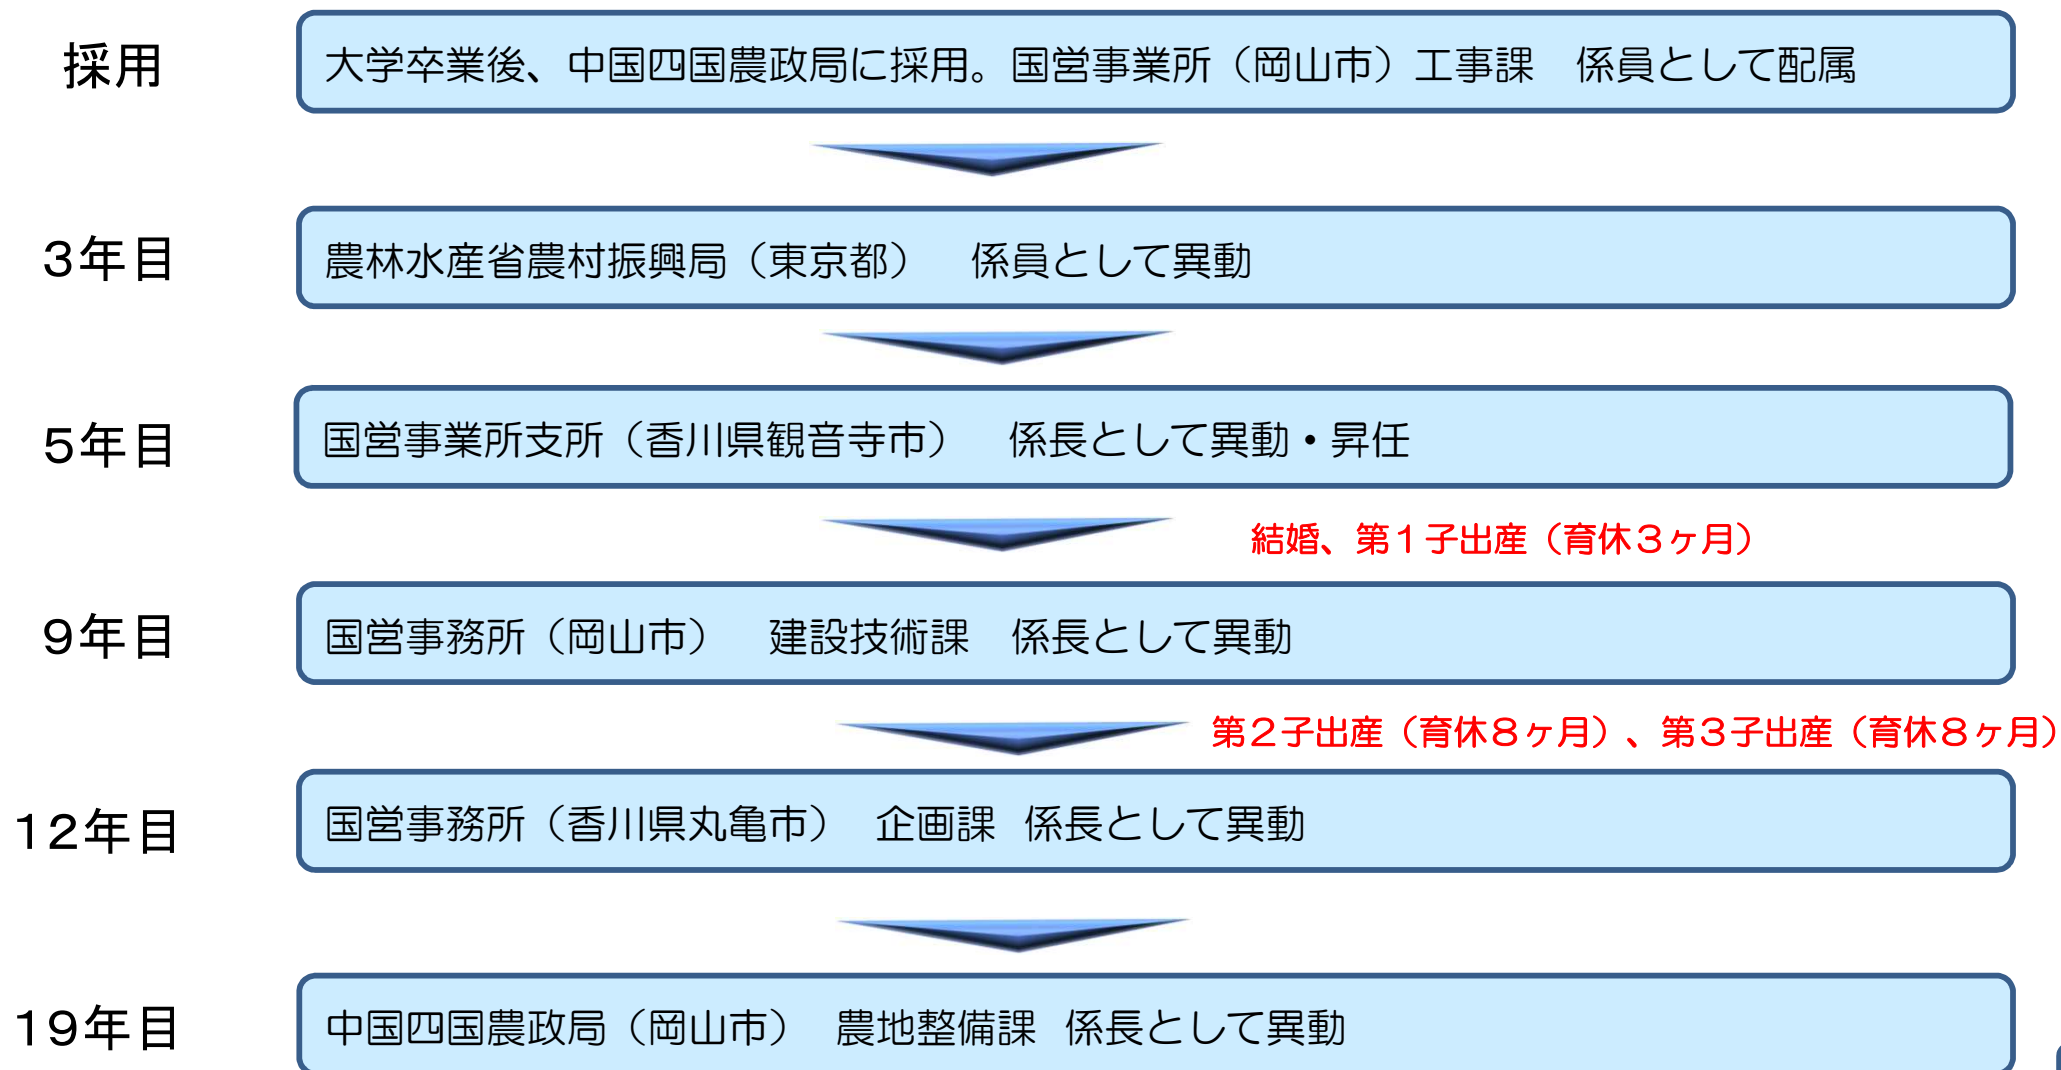 採用
大学卒業後、中国四国農政局に採用。国営事業所（岡山市）工事課　係員として配属
3年目
農林水産省農村振興局（東京都）　係員として異動
5年目
国営事業所支所（香川県観音寺市）　係長として異動・昇任
結婚、第１子出産（育休３ヶ月）
9年目
国営事務所（岡山市）　建設技術課　係長として異動
第２子出産（育休８ヶ月）、第３子出産（育休８ヶ月）
12年目
国営事務所（香川県丸亀市）　企画課　係長として異動
19年目
中国四国農政局（岡山市）　農地整備課　係長として異動